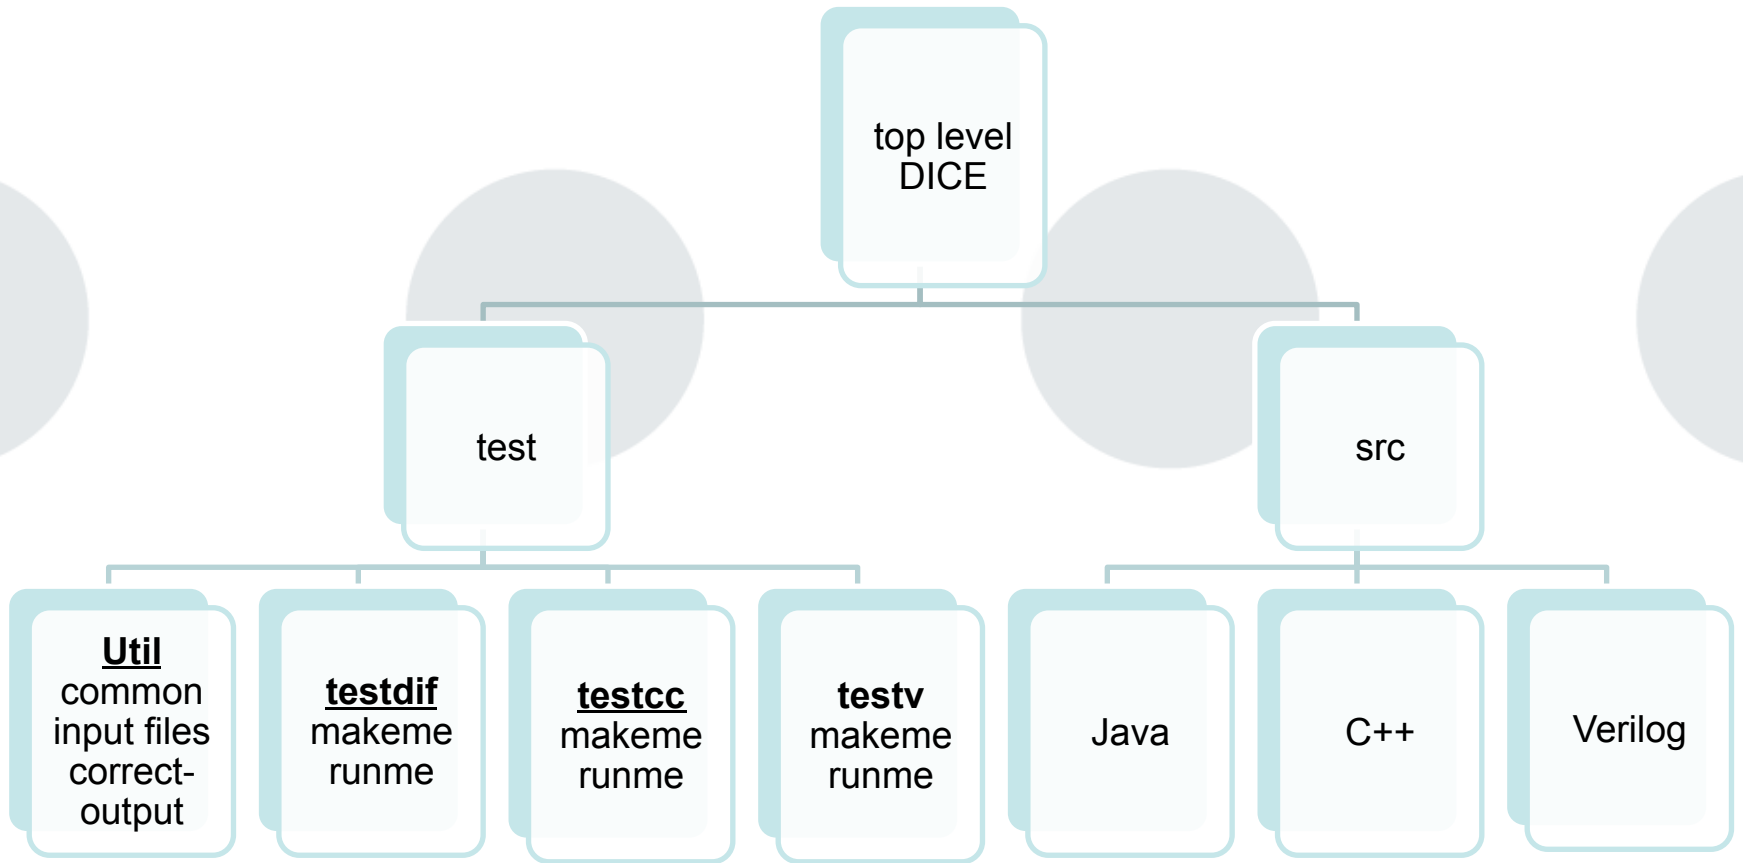 top level
DICE
test
src
Util
common
input files
correct-
output
testdif
makeme
runme
testcc
makeme
runme
testv
makeme
runme
Java
C++
Verilog